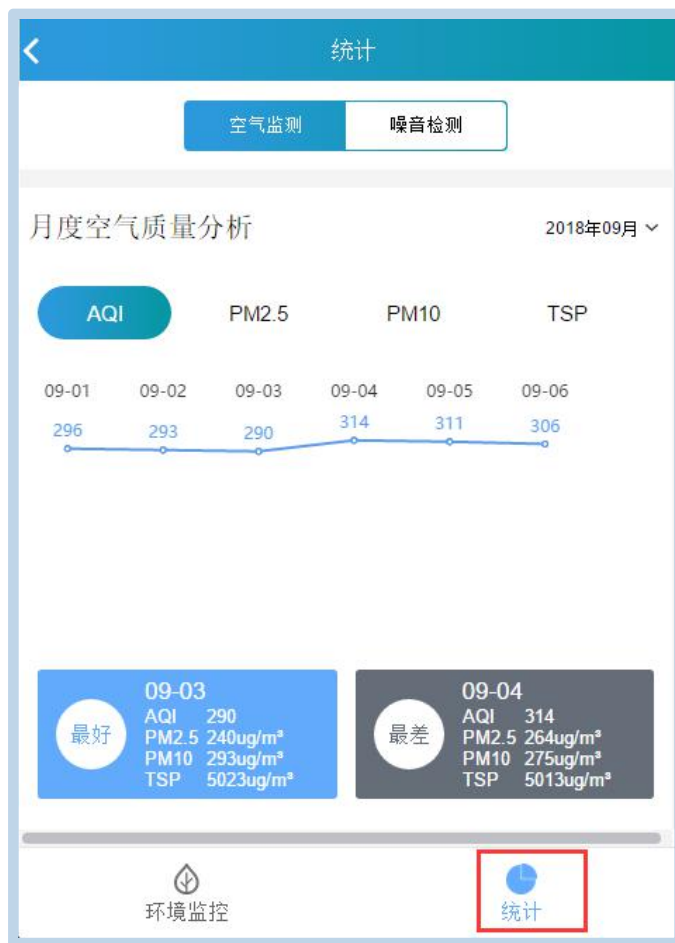 统计
空气监测 噪音检测
月度空气质量分析 2018年09月
AQI PM2.5 PM10 TSP
09-01 09-02 09-03 09-04 09-05 09-06
296 293 290 314 311 306
最好
09-03
AQI 290
PM2.5 240ug/m³
PM10 293ug/m³
TSP 5023ug/m³
最差
09-04
AQI 314
PM2.5 264ug/m³
PM10 275ug/m³
TSP 5013ug/m³
环境监控 统计